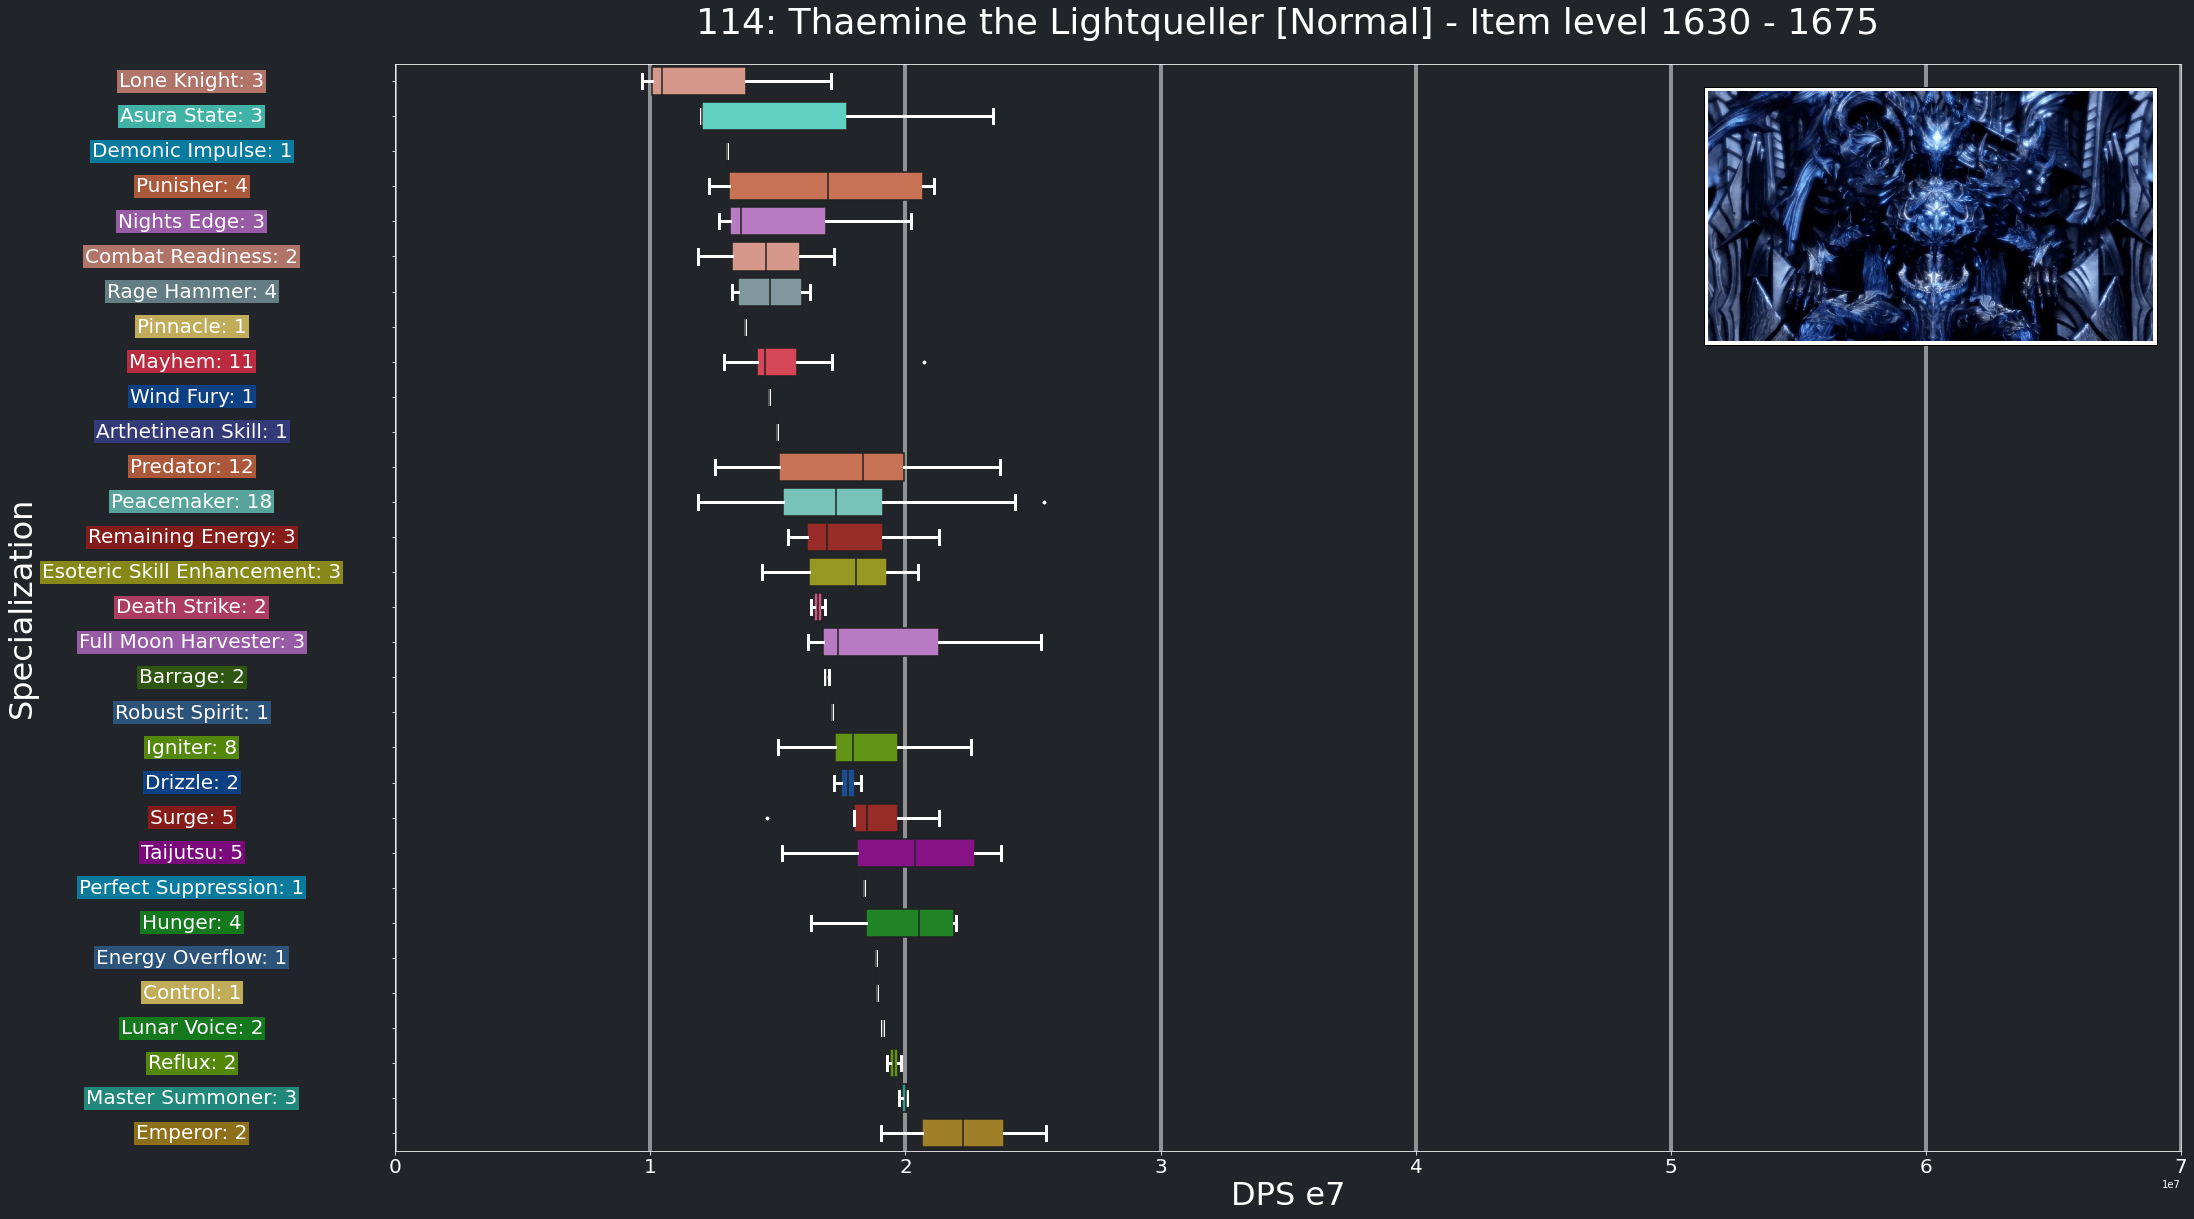 114: Thaemine the Lightqueller [Normal] - Item level 1630 - 1675
Specialization
Lone Knight: 3
Asura State: 3
Demonic Impulse: 1
Punisher: 4
Nights Edge: 3
Combat Readiness: 2
Rage Hammer: 4
Pinnacle: 1
Mayhem: 11
Wind Fury: 1
Arthetinean Skill: 1
Predator: 12
Peacemaker: 18
Remaining Energy: 3
Esoteric Skill Enhancement: 3
Death Strike: 2
Full Moon Harvester: 3
Barrage: 2
Robust Spirit: 1
Igniter: 8
Drizzle: 2
Surge: 5
Taijutsu: 5
Perfect Suppression: 1
Hunger: 4
Energy Overflow: 1
Control: 1
Lunar Voice: 2
Reflux: 2
Master Summoner: 3
Emperor: 2
0 1 2 3 4 5 6 7
1e7
DPS e7